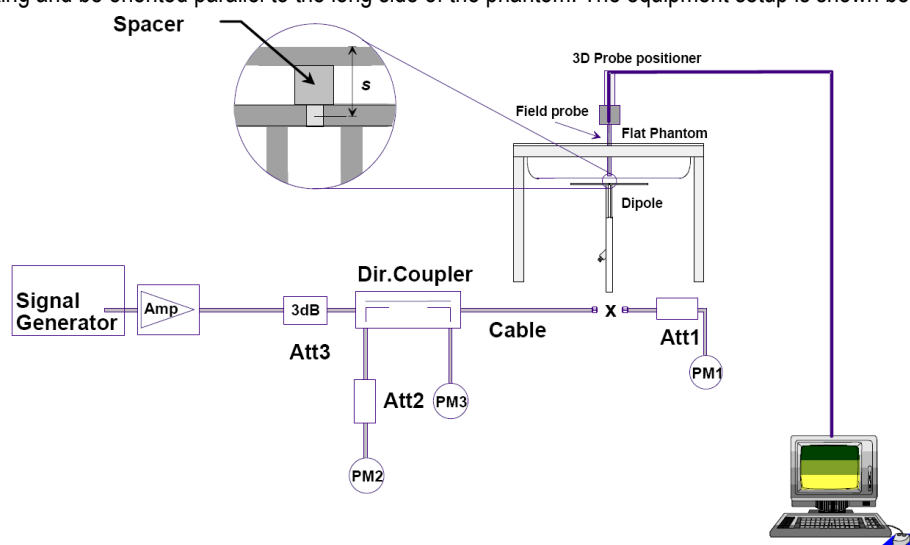 and be oriented parallel to the long side of the phantom. The equipment setup is shown
Spacer
s
3D Probe positioner
Field probe
Flat Phantom
Dipole
Signal
Generator
Amp
3dB
Att3
Dir.Coupler
Cable
X
Att1
PM1
Att2
PM3
PM2